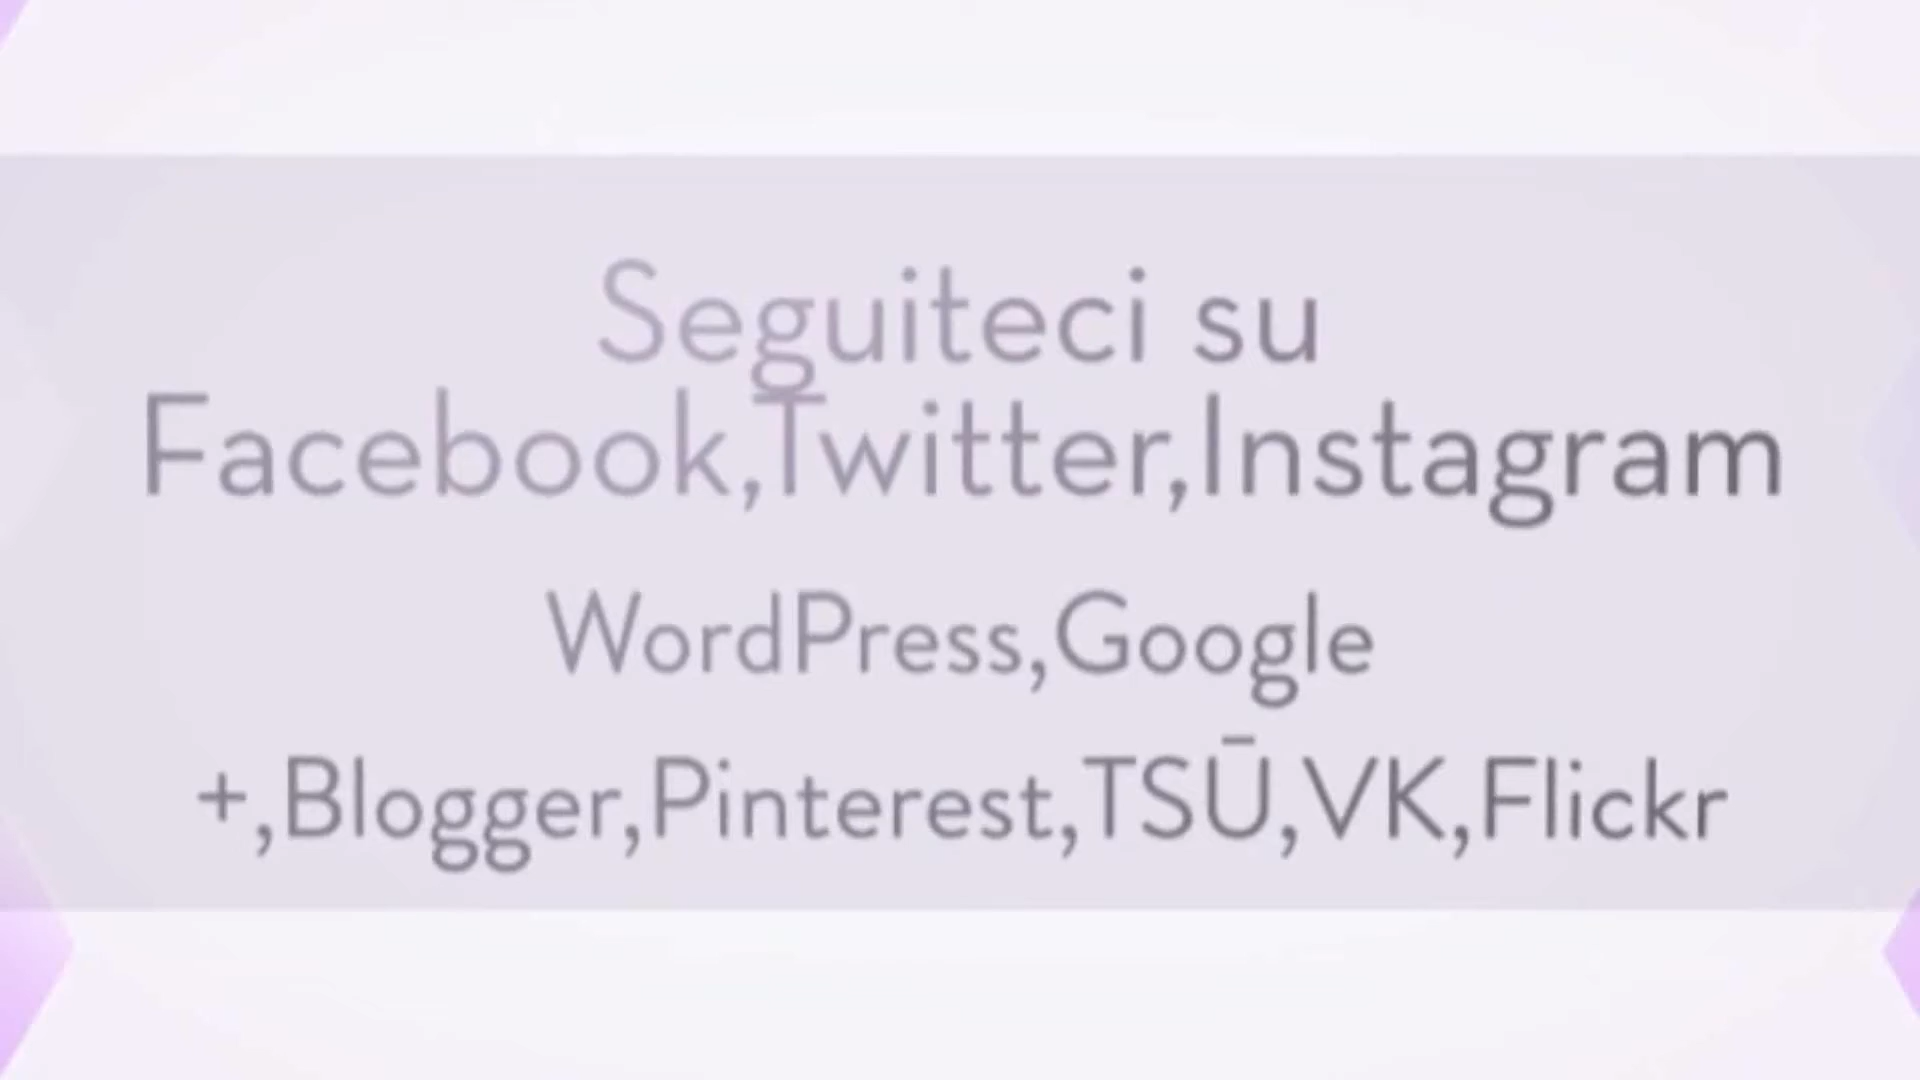 Seguiteci su
Facebook,Twitter,Instagram
WordPress,Google
+,Blogger,Pinterest,TSŪ,VK,Flickr